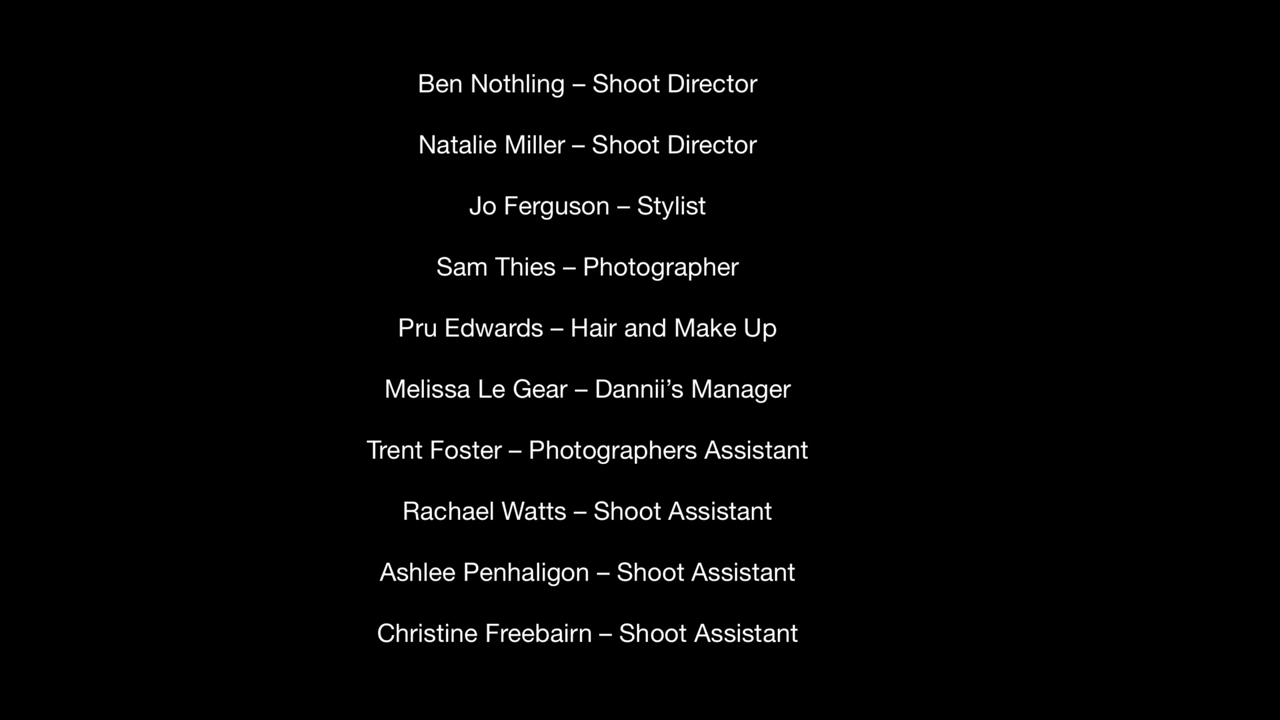 Ben Nothling – Shoot Director
Natalie Miller – Shoot Director
Jo Ferguson – Stylist
Sam Thies – Photographer
Pru Edwards – Hair and Make Up
Melissa Le Gear – Dannii’s Manager
Trent Foster – Photographers Assistant
Rachael Watts – Shoot Assistant
Ashlee Penhaligon – Shoot Assistant
Christine Freebairn – Shoot Assistant